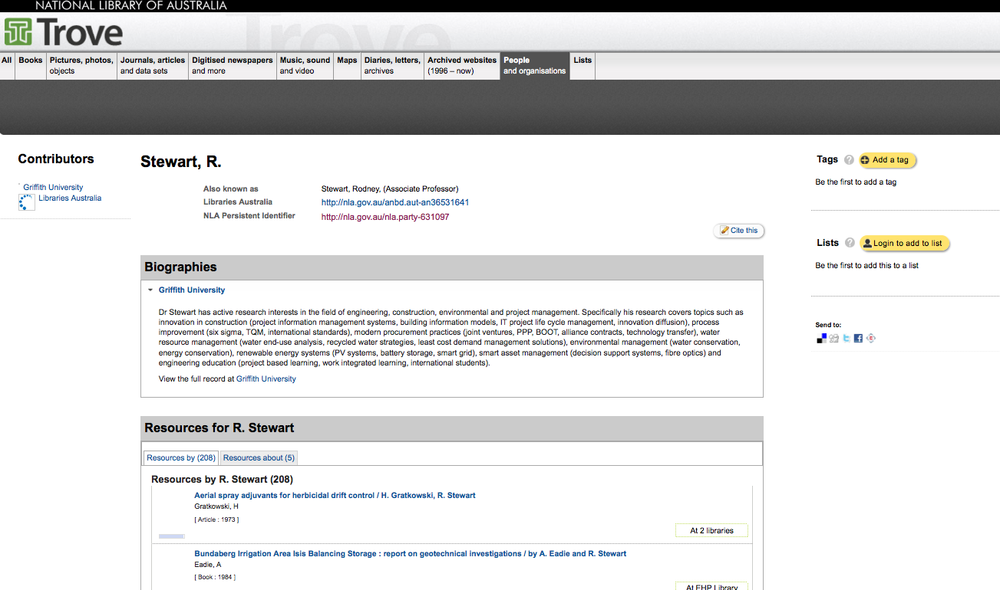 NATIONAL LIBRARY OF AUSTRALIA
Trove
All
Books
Pictures, photos,
objects
Journals, articles
and data sets
Digitised newspapers
and more
Music, sound
and video
Maps
Diaries, letters,
archives
Archived websites
(1996 – now)
People
and organisations
Lists
Contributors
Griffith University
Libraries Australia
Stewart, R.
Also known as Stewart, Rodney, (Associate Professor)
Libraries Australia http://nla.gov.au/anbd.aut-an36531641
NLA Persistent Identifier http://nla.gov.au/nla.party-631097
Cite this
Biographies
Griffith University
Dr Stewart has active research interests in the field of engineering, construction, environmental and project management. Specifically his research covers topics such as
innovation in construction (project information management systems, building information models, IT project life cycle management, innovation diffusion), process
improvement (six sigma, TQM, international standards), modern procurement practices (joint ventures, PPP, BOOT, alliance contracts, technology transfer), water
resource management (water end-use analysis, recycled water strategies, least cost demand management solutions), environmental management (water conservation,
energy conservation), renewable energy systems (PV systems, battery storage, smart grid), smart asset management (decision support systems, fibre optics) and
engineering education (project based learning, work integrated learning, international students).
View the full record at Griffith University
Resources for R. Stewart
Resources by (208) Resources about (5)
Resources by R. Stewart (208)
Aerial spray adjuvants for herbicidal drift control / H. Gratkowski, R. Stewart
Gratkowski, H
[ Article : 1973 ]
At 2 libraries
Bundaberg Irrigation Area Isis Balancing Storage : report on geotechnical investigations / by A. Eadie and R. Stewart
Eadie, A
[ Book : 1984 ]
At EHP Library
Tags ? Add a tag
Be the first to add a tag
Lists ? Login to add to list
Be the first to add this to a list
Send to: